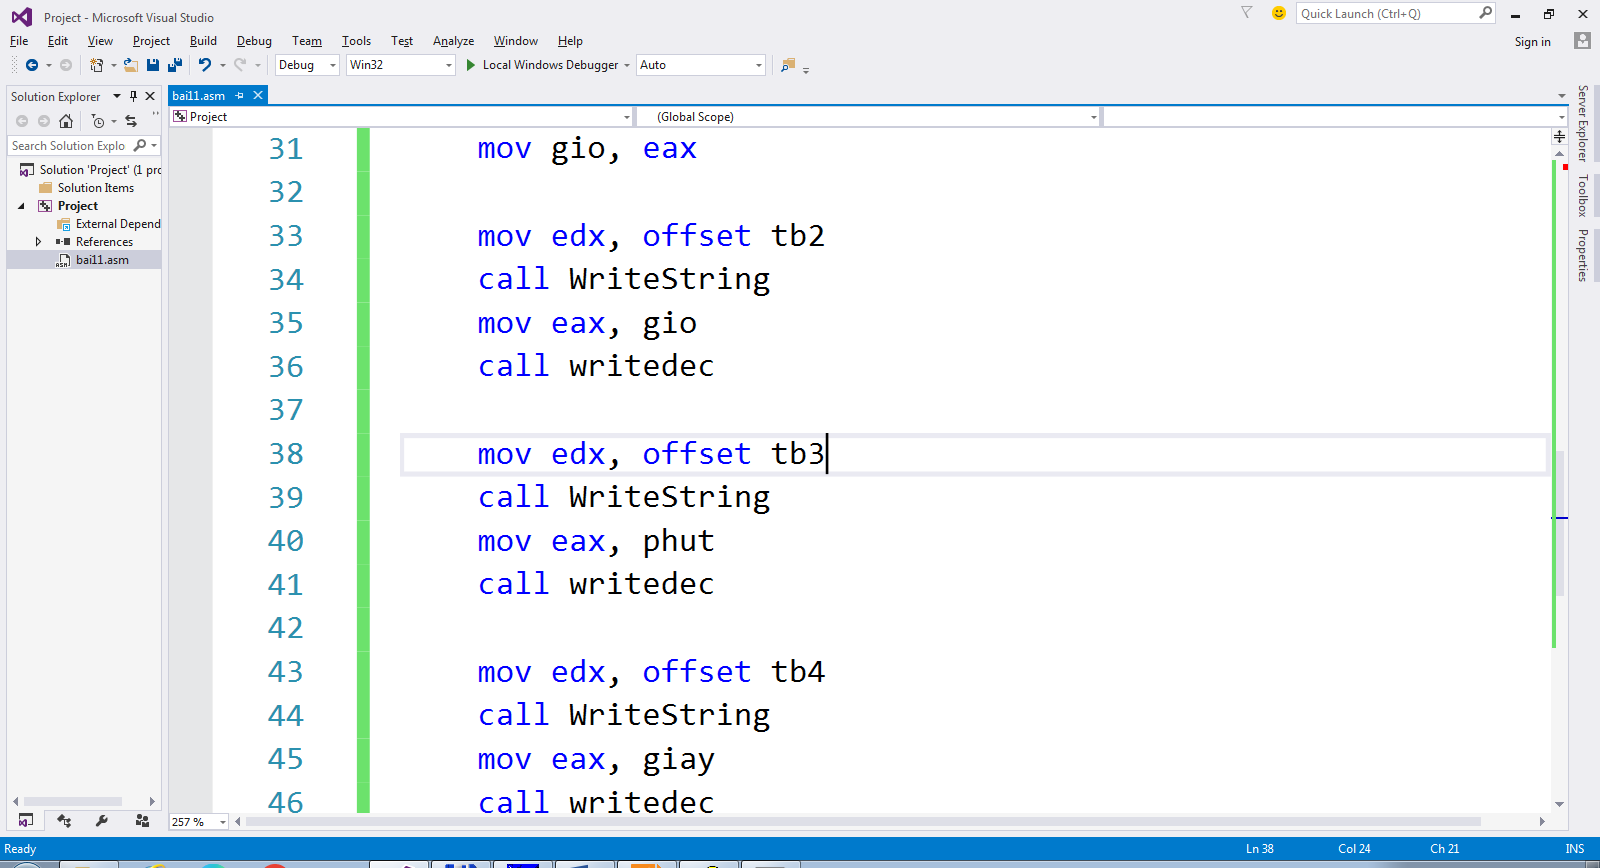 Project - Microsoft Visual Studio
Quick Launch (Ctrl+Q)
File Edit View Project Build Debug Team Tools Test Analyze Window Help
Sign in
Debug Win32 Local Windows Debugger Auto
Solution Explorer
bai11.asm
Project (Global Scope)
Search Solution Explo
Solution 'Project' (1 pro
Solution Items
Project
External Depend
References
bai11.asm
31 mov gio, eax
32
33 mov edx, offset tb2
34 call WriteString
35 mov eax, gio
36 call writedec
37
38 mov edx, offset tb3
39 call WriteString
40 mov eax, phut
41 call writedec
42
43 mov edx, offset tb4
44 call WriteString
45 mov eax, giay
46 call writedec
Server Explorer
Toolbox
Properties
257 %
Ready Ln 38 Col 24 Ch 21 INS